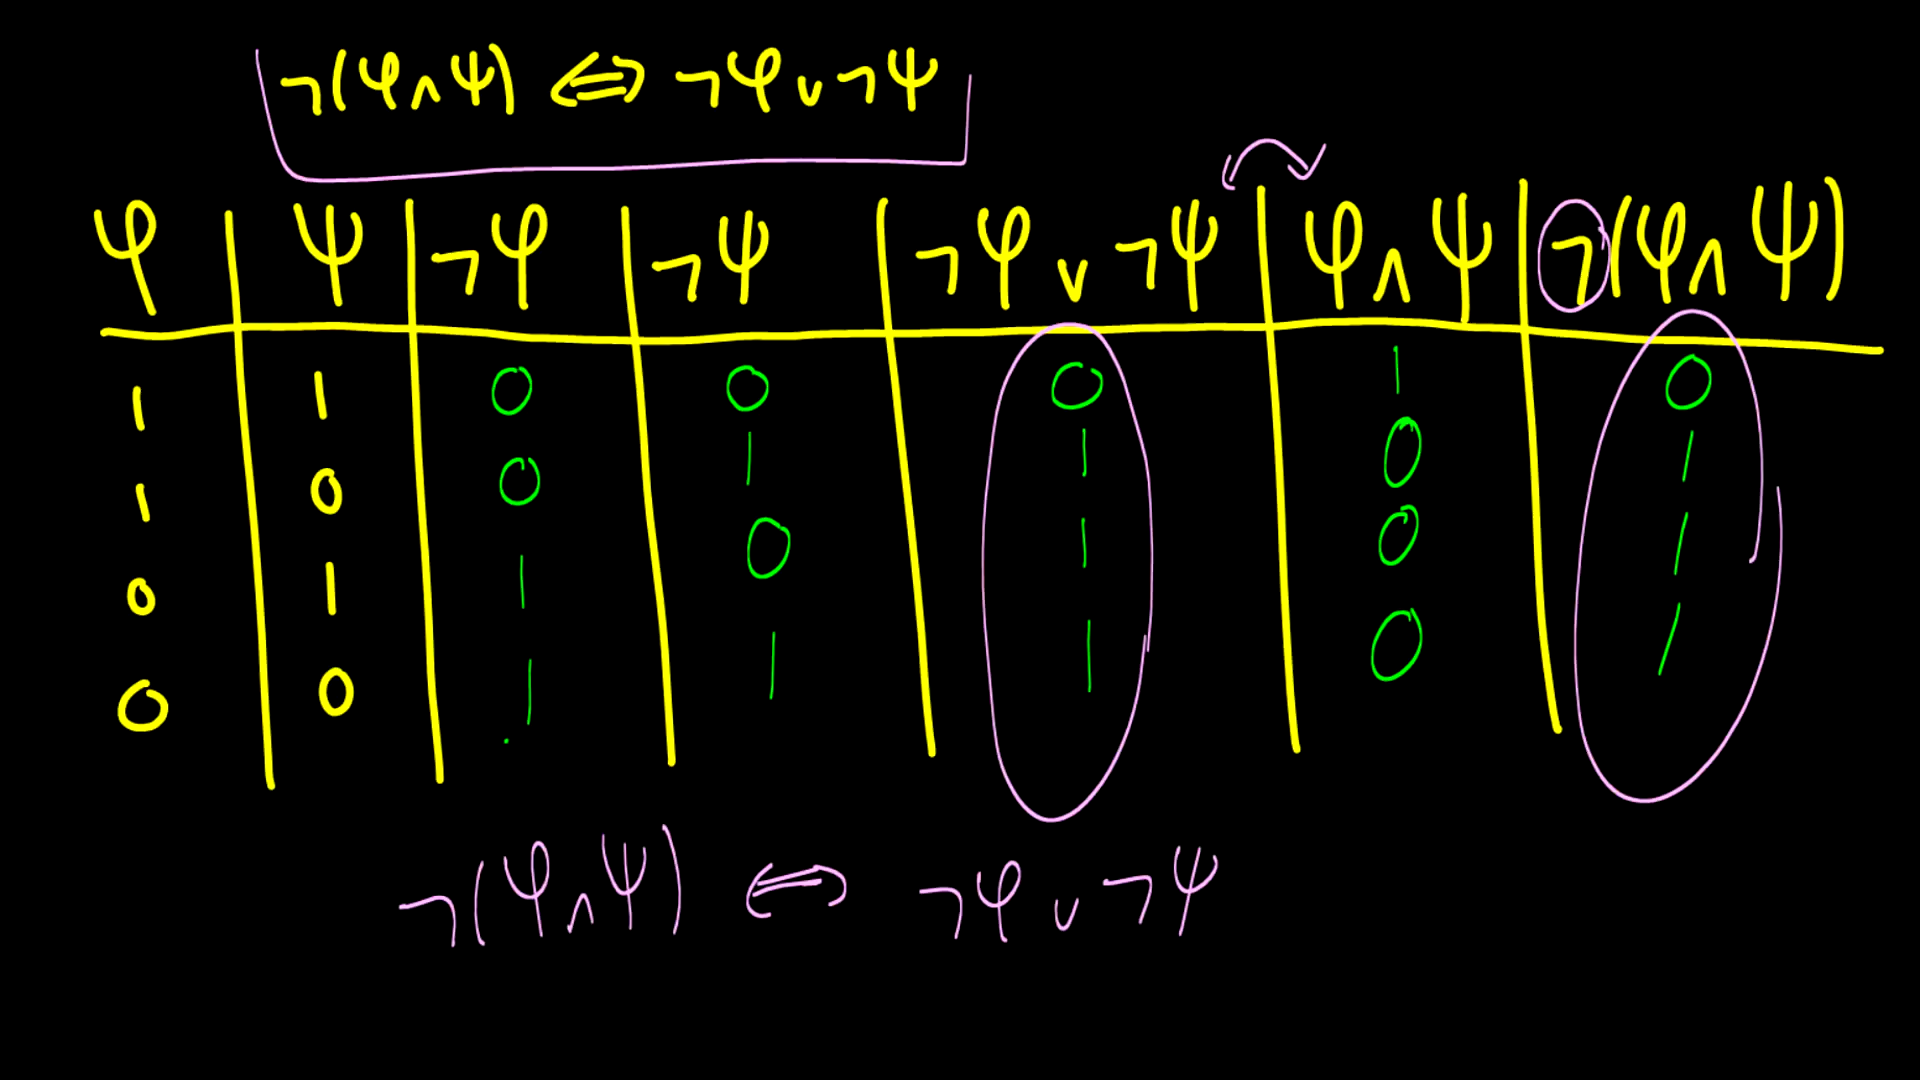 ¬(φ∧ψ) ⇔ ¬φ∨¬ψ
φ ψ ¬φ ¬ψ ¬φ∨¬ψ φ∧ψ ¬(φ∧ψ)
1 1 0 0 0 1 0
1 0 0 1 1 0 1
0 1 1 0 1 0 1
0 0 1 1 1 0 1
¬(φ∧ψ) ⇔ ¬φ∨¬ψ